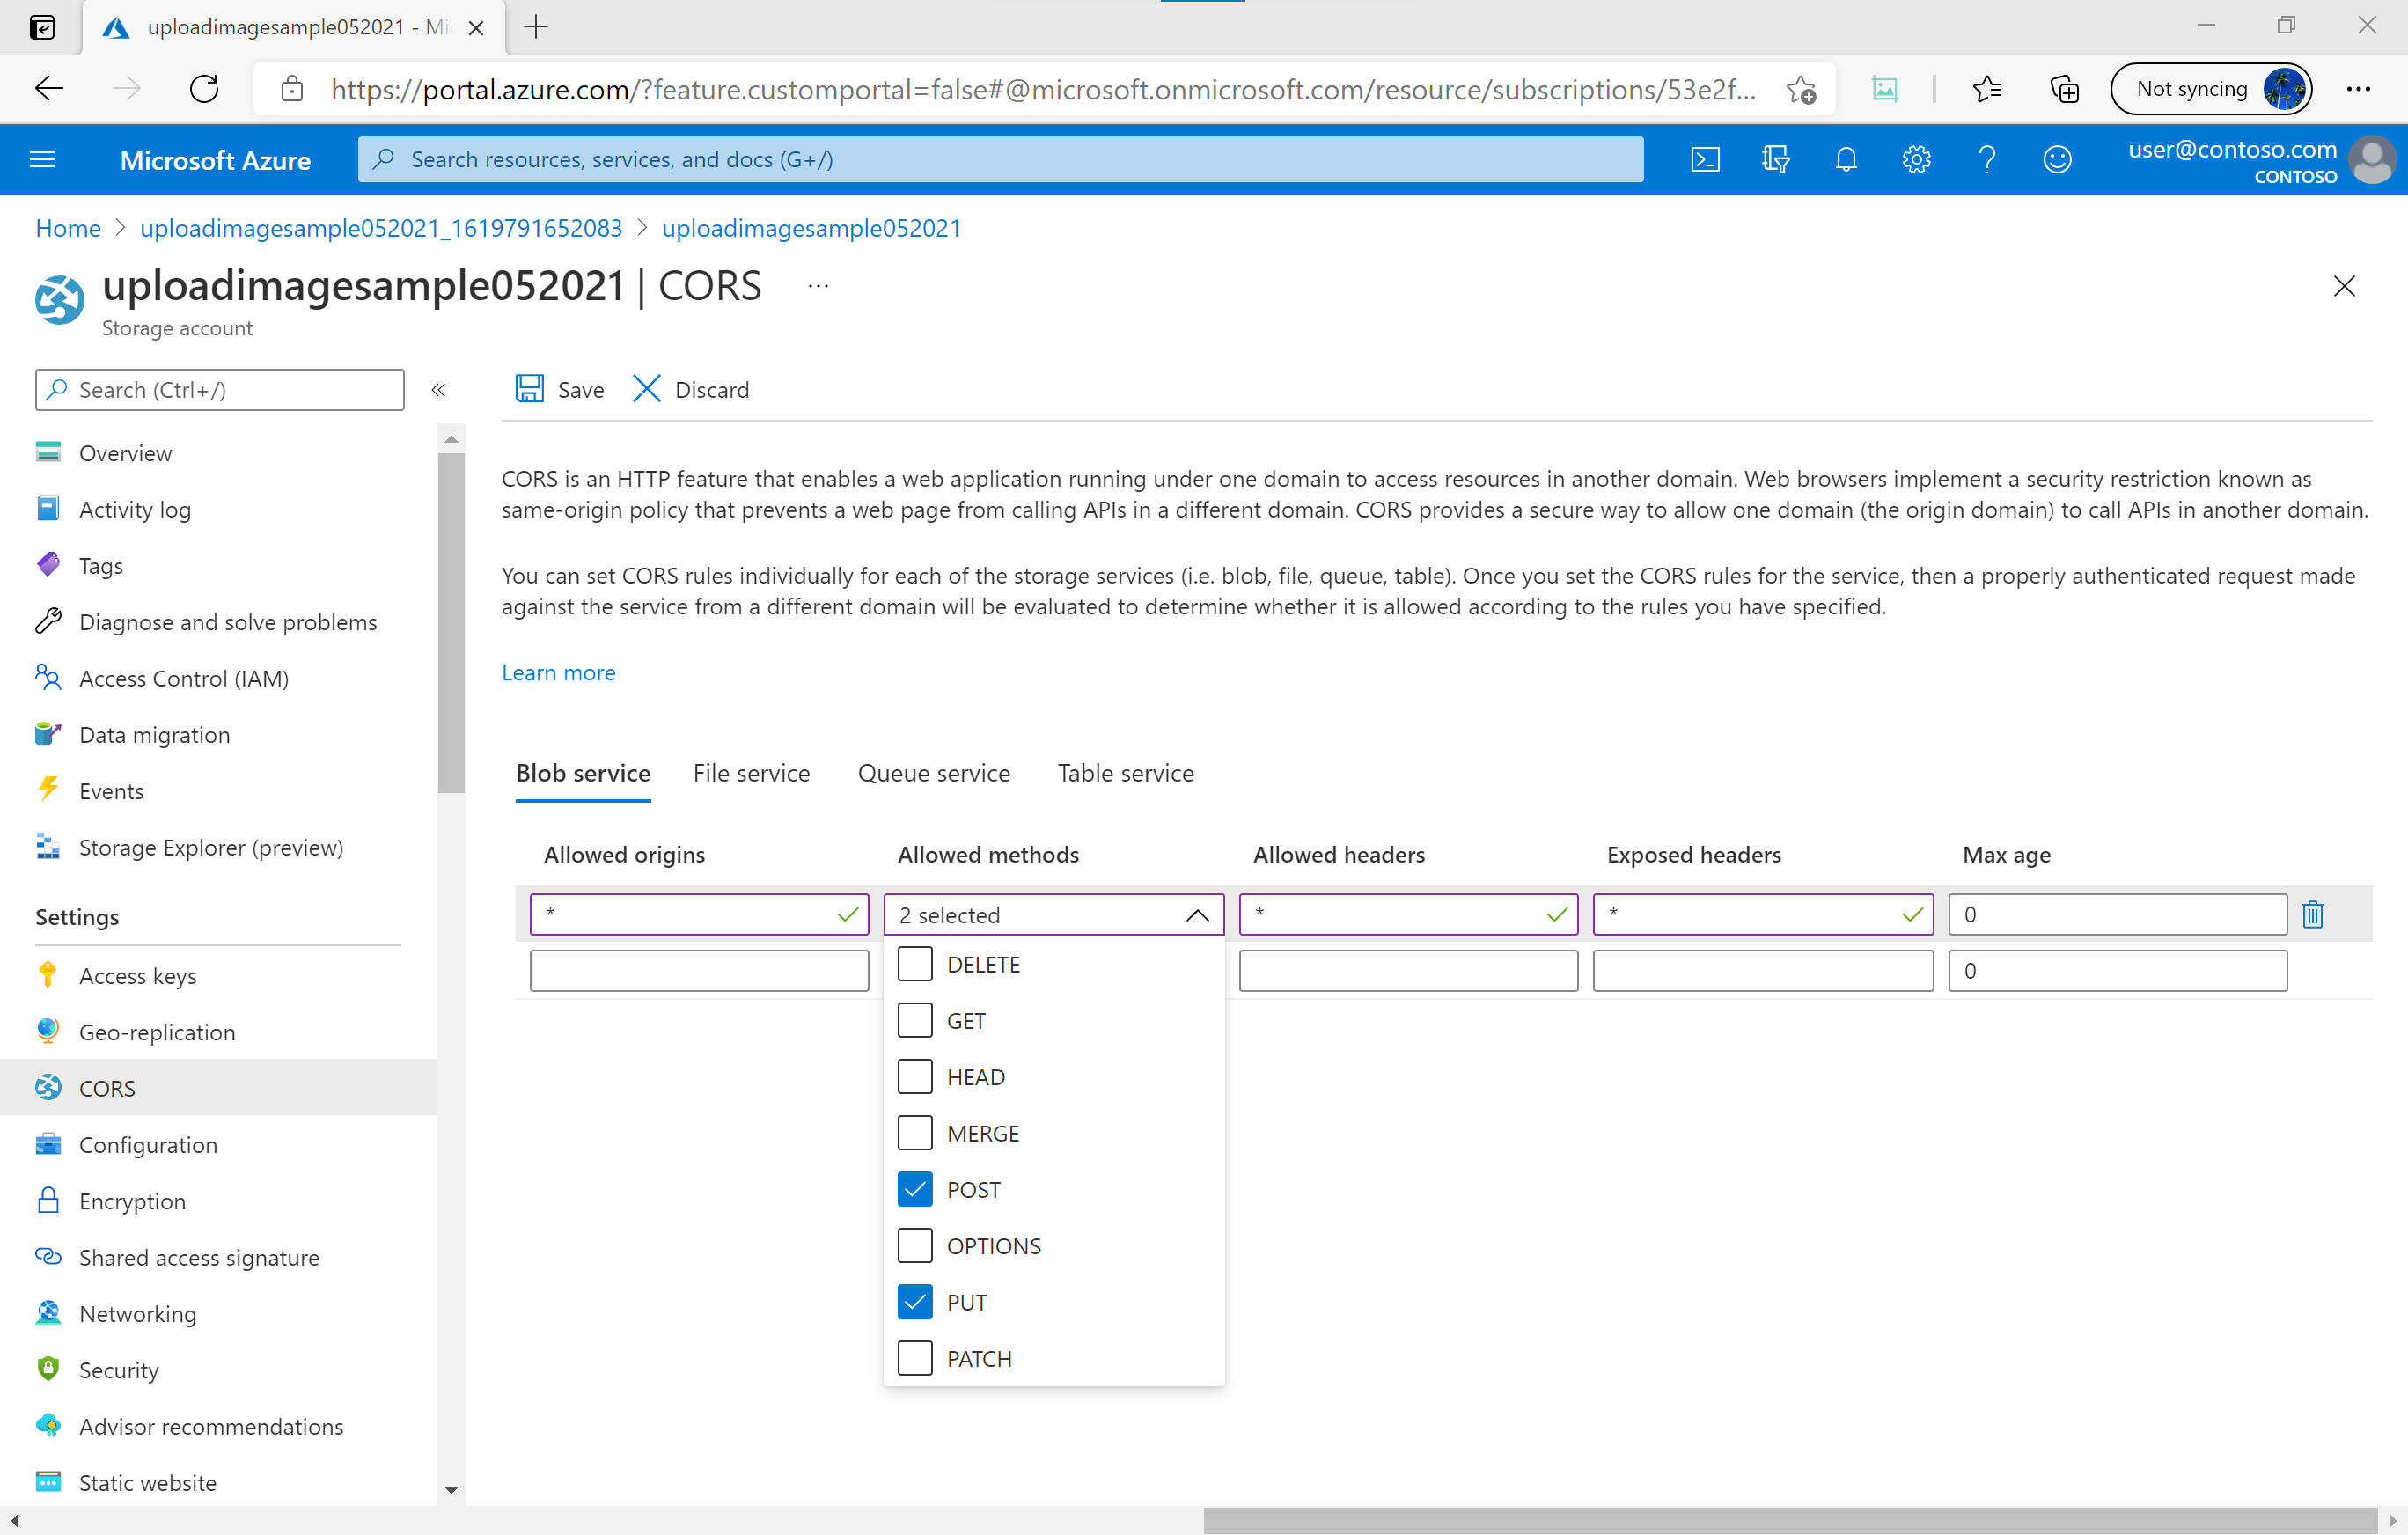 uploadimagesample052021 - Mi
https://portal.azure.com/?feature.customportal=false#@microsoft.onmicrosoft.com/resource/subscriptions/53e2f...
Not syncing
Microsoft Azure
Search resources, services, and docs (G+/)
user@contoso.com
CONTOSO
Home > uploadimagesample052021_1619791652083 > uploadimagesample052021
uploadimagesample052021 | CORS ...
Storage account
Search (Ctrl+/)
«
Overview
Activity log
Tags
Diagnose and solve problems
Access Control (IAM)
Data migration
Events
Storage Explorer (preview)
Settings
Access keys
Geo-replication
CORS
Configuration
Encryption
Shared access signature
Networking
Security
Advisor recommendations
Static website
Save
Discard
CORS is an HTTP feature that enables a web application running under one domain to access resources in another domain. Web browsers implement a security restriction known as
same-origin policy that prevents a web page from calling APIs in a different domain. CORS provides a secure way to allow one domain (the origin domain) to call APIs in another domain.
You can set CORS rules individually for each of the storage services (i.e. blob, file, queue, table). Once you set the CORS rules for the service, then a properly authenticated request made
against the service from a different domain will be evaluated to determine whether it is allowed according to the rules you have specified.
Learn more
Blob service
File service
Queue service
Table service
Allowed origins
Allowed methods
Allowed headers
Exposed headers
Max age
*
2 selected
*
*
0
0
DELETE
GET
HEAD
MERGE
POST
OPTIONS
PUT
PATCH